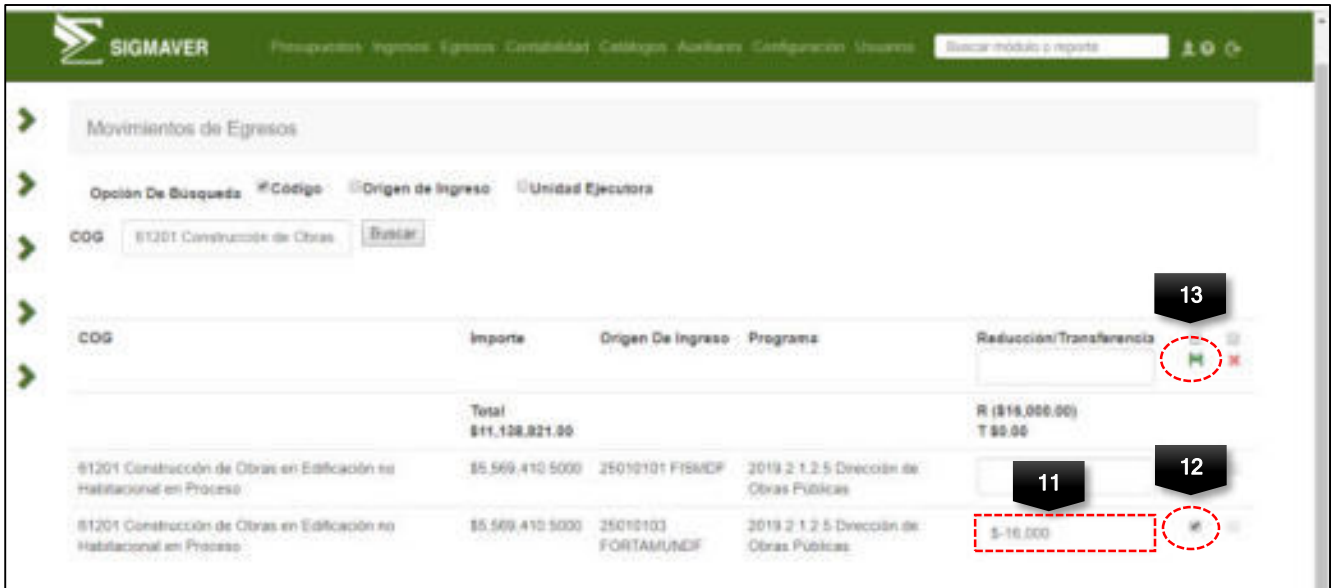 SIGMAVER Presupuestos Ingresos Egresos Contabilidad Catálogos Auxiliares Configuración Usuarios Buscar módulo o reporte
Movimientos de Egresos
Opción De Búsqueda Código Origen de Ingreso Unidad Ejecutora
COG 61201 Construcción de Obras Buscar
13
COG Importe Origen De Ingreso Programa Reducción/Transferencia
Total R ($16,000.00)
$11,138,821.00 T $0.00
61201 Construcción de Obras en Edificación no $5,569,410.5000 25010101 FISMDF 2019.2.1.2.5 Dirección de
Habitacional en Proceso Obras Públicas
11
12
61201 Construcción de Obras en Edificación no $5,569,410.5000 25010103 2019.2.1.2.5 Dirección de $-16,000
Habitacional en Proceso FORTAMUNDF Obras Públicas